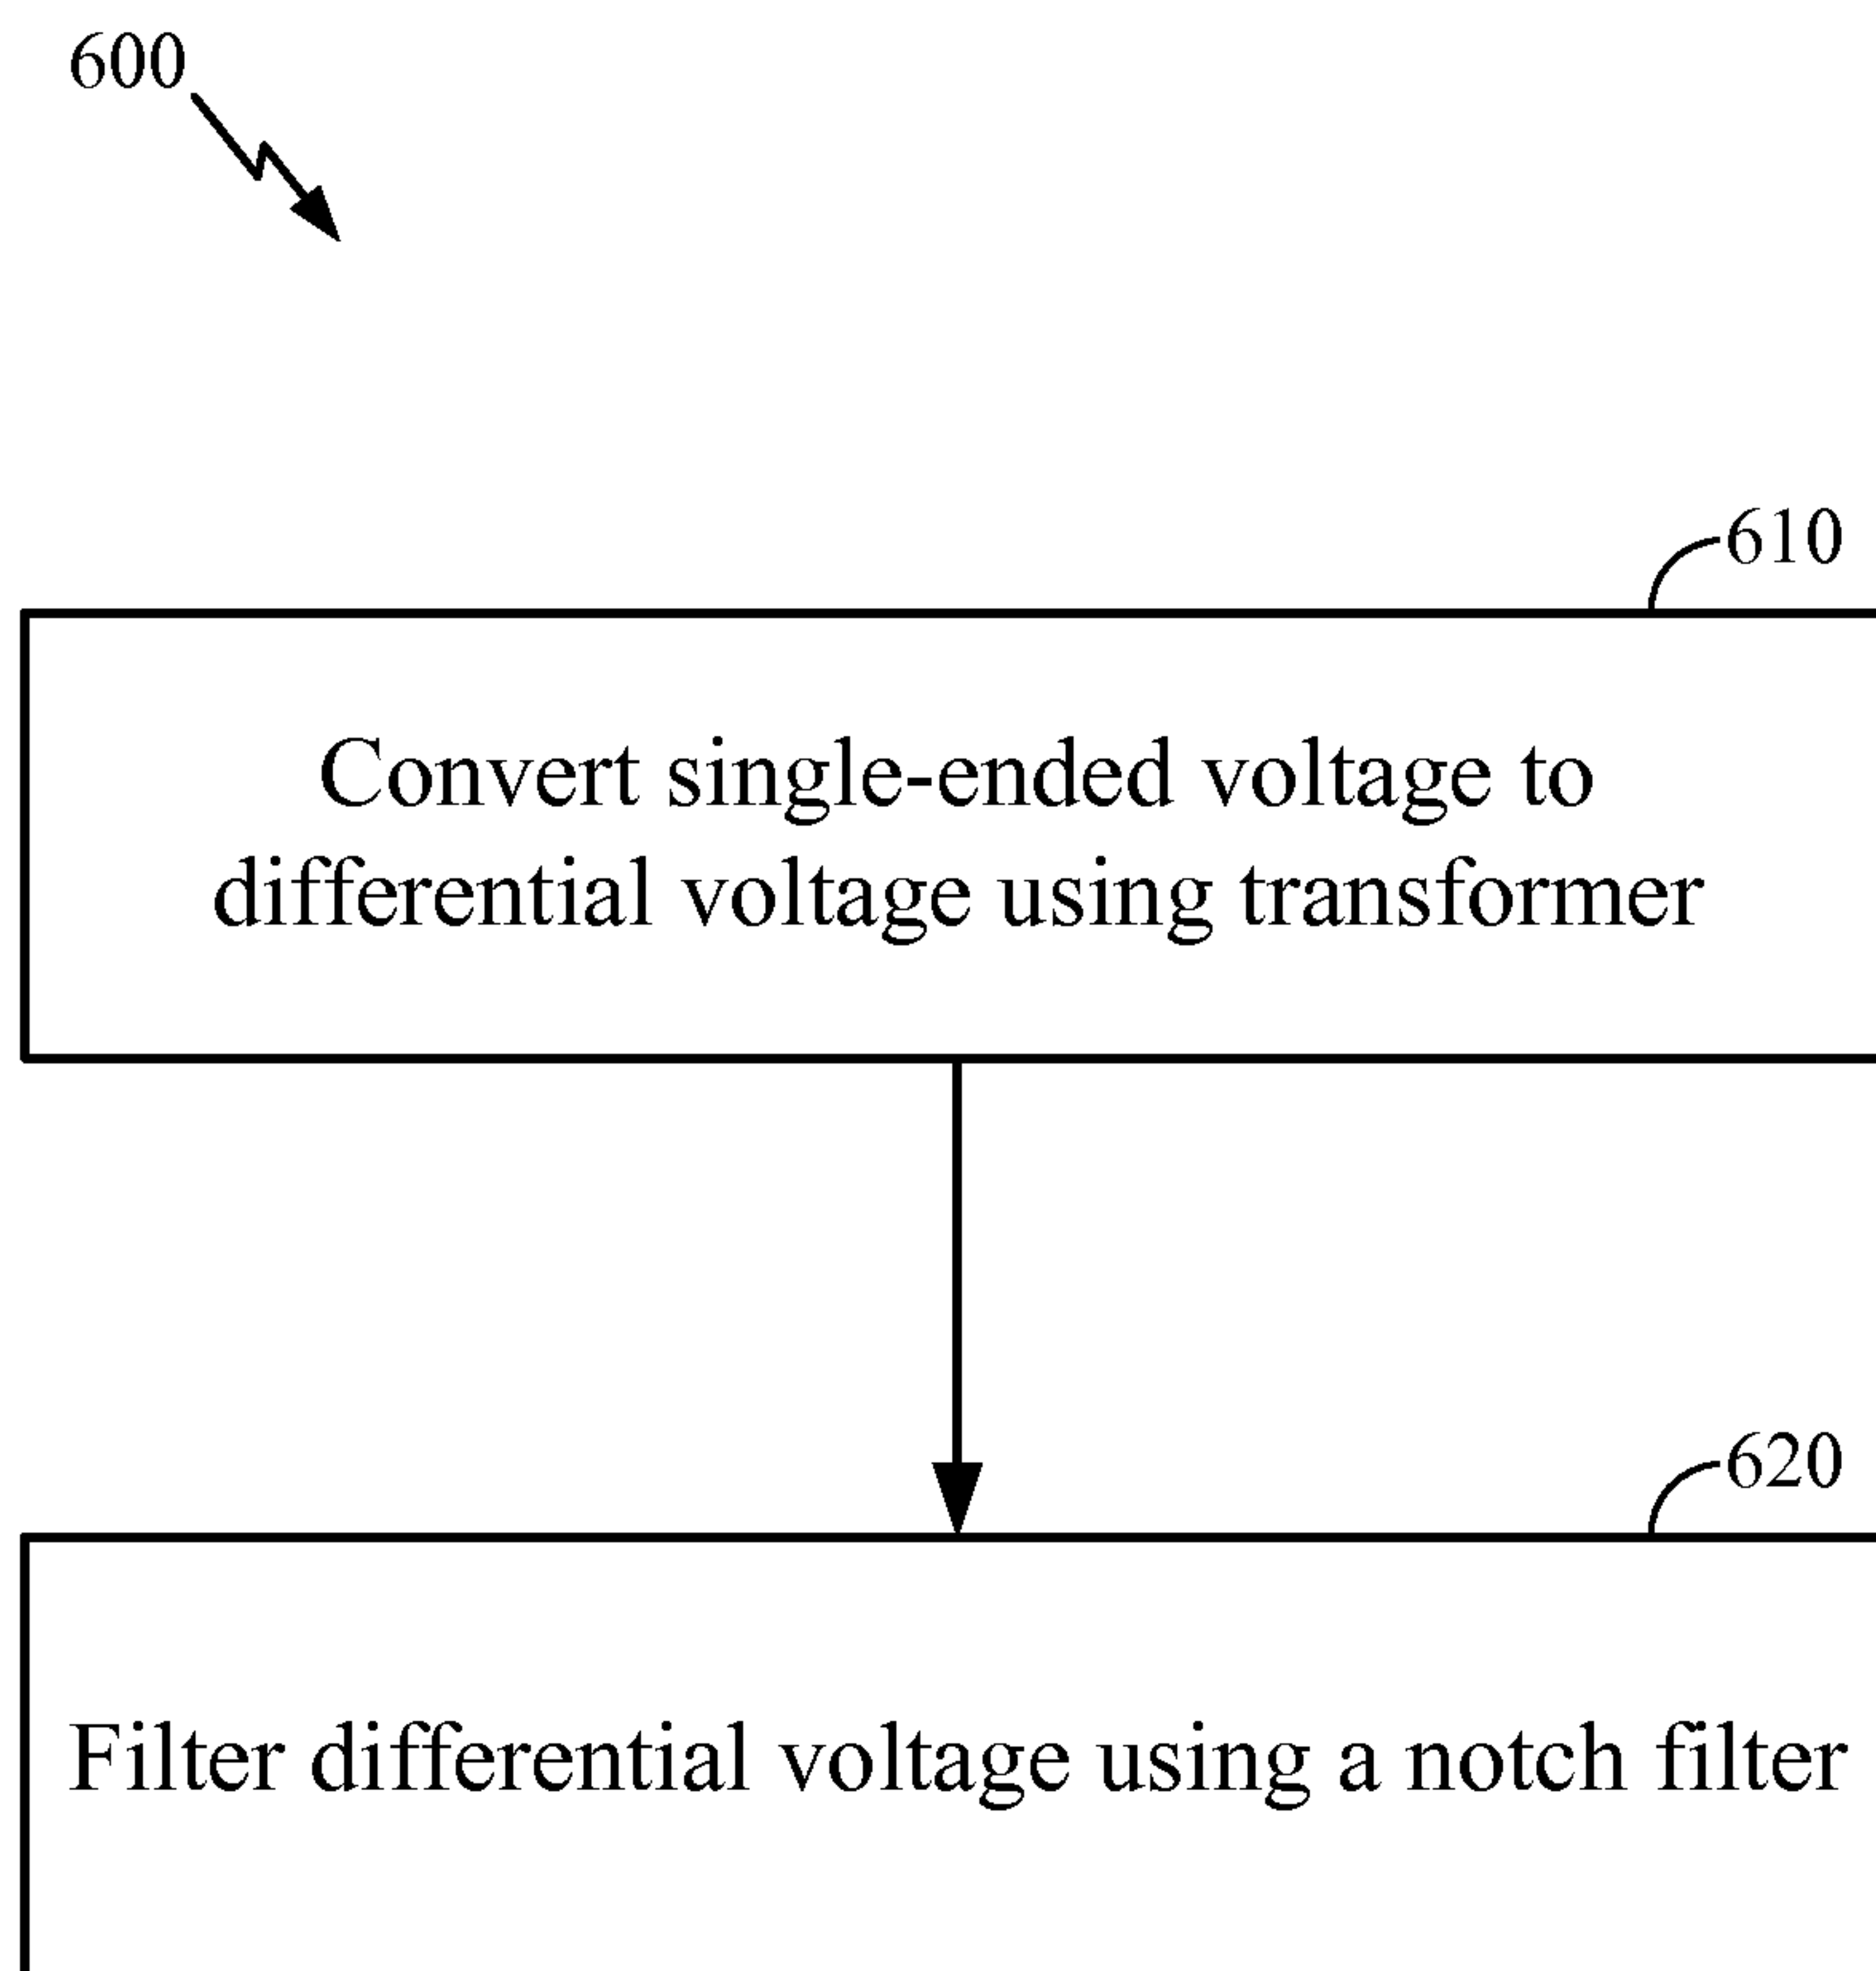 600
610
Convert single-ended voltage to
differential voltage using transformer
620
Filter differential voltage using a notch filter